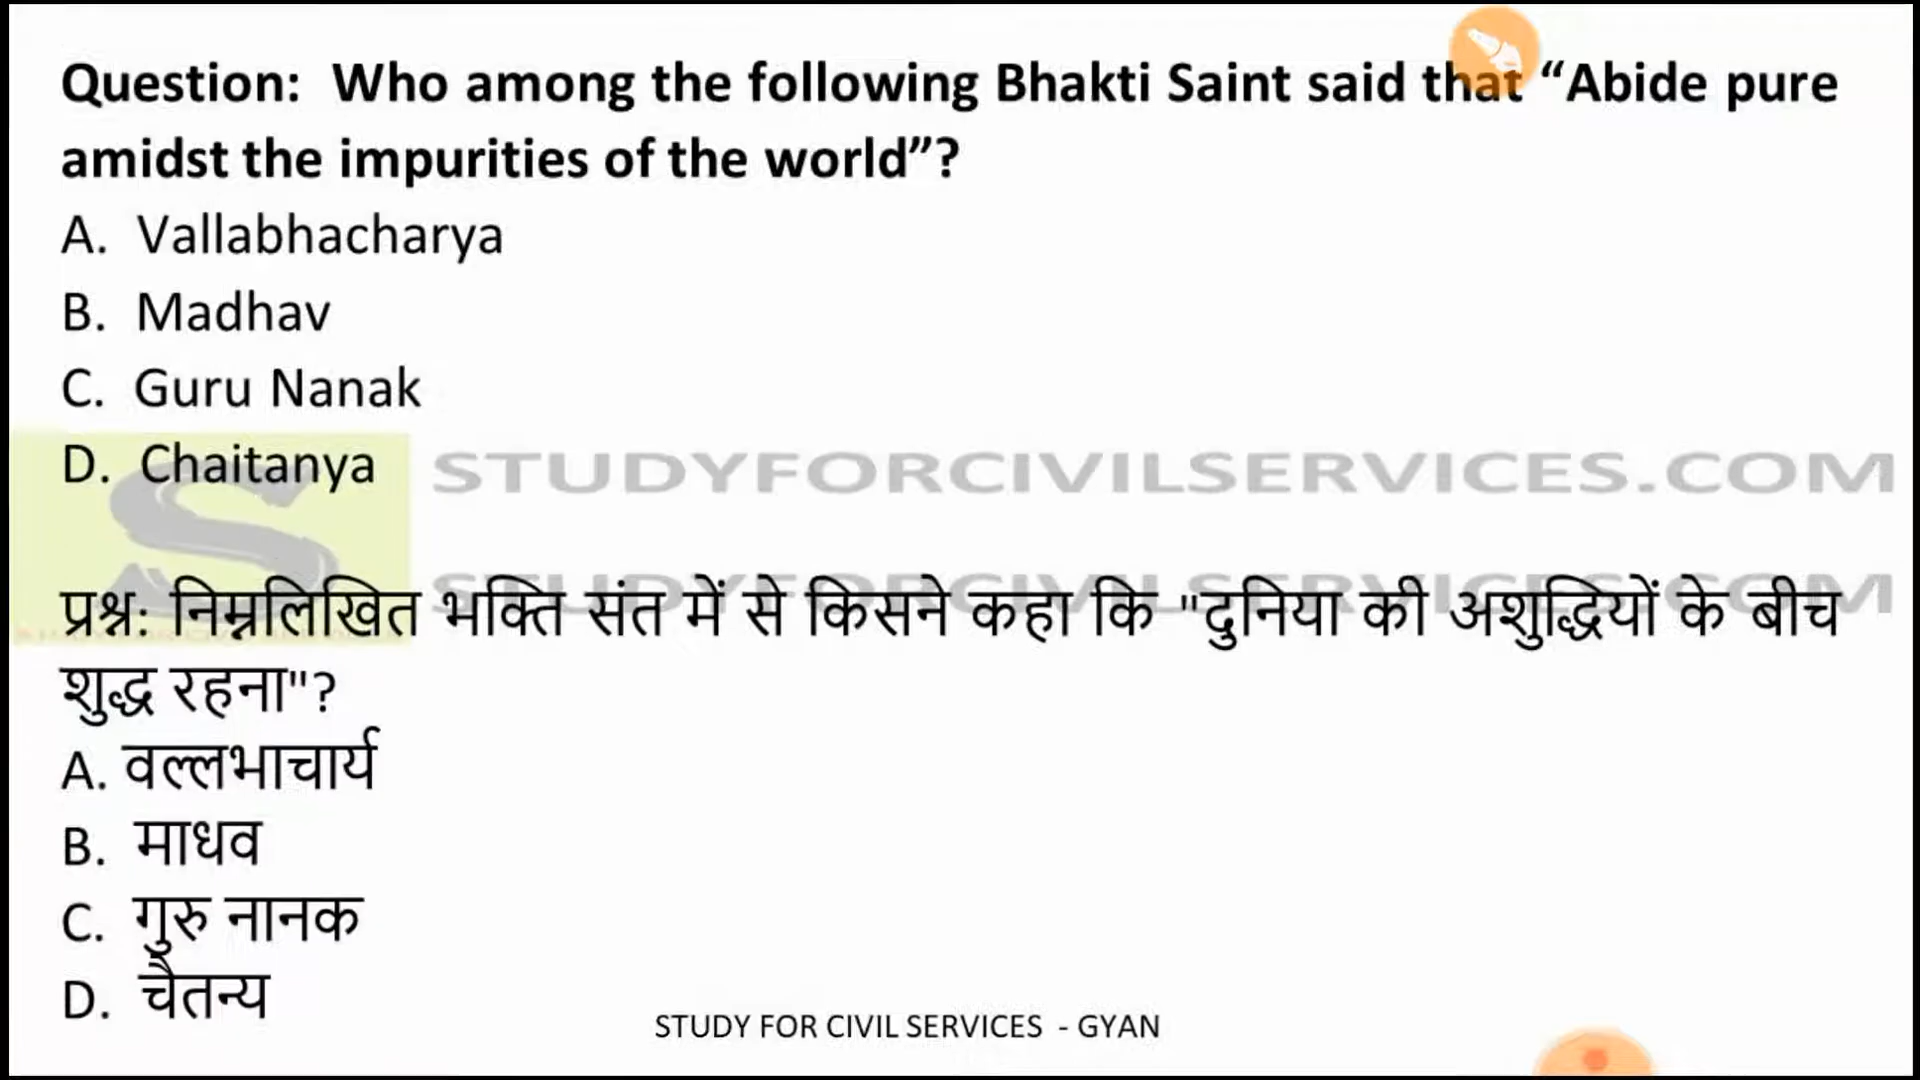 Question: Who among the following Bhakti Saint said that “Abide pure
amidst the impurities of the world”?
A. Vallabhacharya
B. Madhav
C. Guru Nanak
D. Chaitanya
STUDYFORCIVILSERVICES.COM
STUDYFORCIVILSERVICES.COM
प्रश्न: निम्नलिखित भक्ति संत में से किसने कहा कि "दुनिया की अशुद्धियों के बीच
शुद्ध रहना"?
A. वल्लभाचार्य
B. माधव
C. गुरु नानक
D. चैतन्य
STUDY FOR CIVIL SERVICES - GYAN